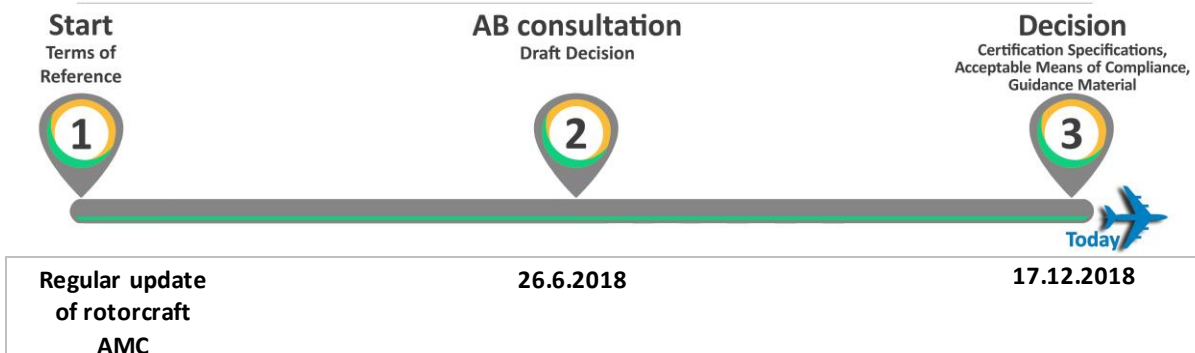 Start
Terms of
Reference
AB consultation
Draft Decision
Decision
Certification Specifications,
Acceptable Means of Compliance,
Guidance Material
1
2
3
Today
Regular update
of rotorcraft
AMC
26.6.2018
17.12.2018